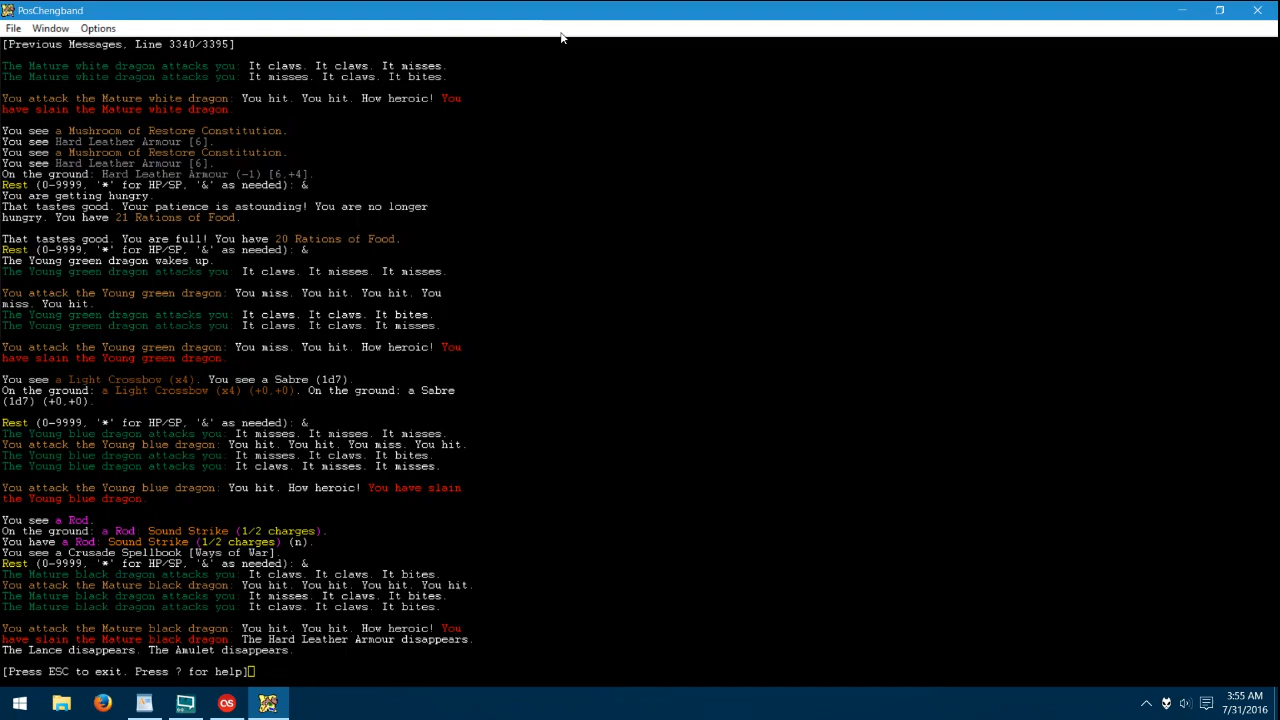 PosChengband
File Window Options
[Previous Messages, Line 3340/3395]
The Mature white dragon attacks you: It claws. It claws. It misses.
The Mature white dragon attacks you: It misses. It claws. It bites.
You attack the Mature white dragon: You hit. You hit. How heroic! You
have slain the Mature white dragon.
You see a Mushroom of Restore Constitution.
You see Hard Leather Armour [6].
You see a Mushroom of Restore Constitution.
You see Hard Leather Armour [6].
On the ground: Hard Leather Armour (-1) [6,+4].
Rest (0-9999, '*' for HP/SP, '&' as needed): &
You are getting hungry.
That tastes good. Your patience is astounding! You are no longer
hungry. You have 21 Rations of Food.
That tastes good. You are full! You have 20 Rations of Food.
Rest (0-9999, '*' for HP/SP, '&' as needed): &
The Young green dragon wakes up.
The Young green dragon attacks you: It claws. It misses. It misses.
You attack the Young green dragon: You miss. You hit. You hit. You
miss. You hit.
The Young green dragon attacks you: It claws. It claws. It bites.
The Young green dragon attacks you: It claws. It claws. It misses.
You attack the Young green dragon: You miss. You hit. How heroic! You
have slain the Young green dragon.
You see a Light Crossbow (x4). You see a Sabre (1d7).
On the ground: a Light Crossbow (x4) (+0,+0). On the ground: a Sabre
(1d7) (+0,+0).
Rest (0-9999, '*' for HP/SP, '&' as needed): &
The Young blue dragon attacks you: It misses. It misses. It misses.
You attack the Young blue dragon: You hit. You hit. You miss. You hit.
The Young blue dragon attacks you: It misses. It claws. It bites.
The Young blue dragon attacks you: It claws. It misses. It misses.
You attack the Young blue dragon: You hit. How heroic! You have slain
the Young blue dragon.
You see a Rod.
On the ground: a Rod: Sound Strike (1/2 charges).
You have a Rod: Sound Strike (1/2 charges) (n).
You see a Crusade Spellbook [Ways of War].
Rest (0-9999, '*' for HP/SP, '&' as needed): &
The Mature black dragon attacks you: It claws. It claws. It bites.
You attack the Mature black dragon: You hit. You hit. You hit. You hit.
The Mature black dragon attacks you: It misses. It claws. It bites.
The Mature black dragon attacks you: It claws. It claws. It bites.
You attack the Mature black dragon: You hit. You hit. How heroic! You
have slain the Mature black dragon. The Hard Leather Armour disappears.
The Lance disappears. The Amulet disappears.
[Press ESC to exit. Press ? for help]
3:55 AM
7/31/2016